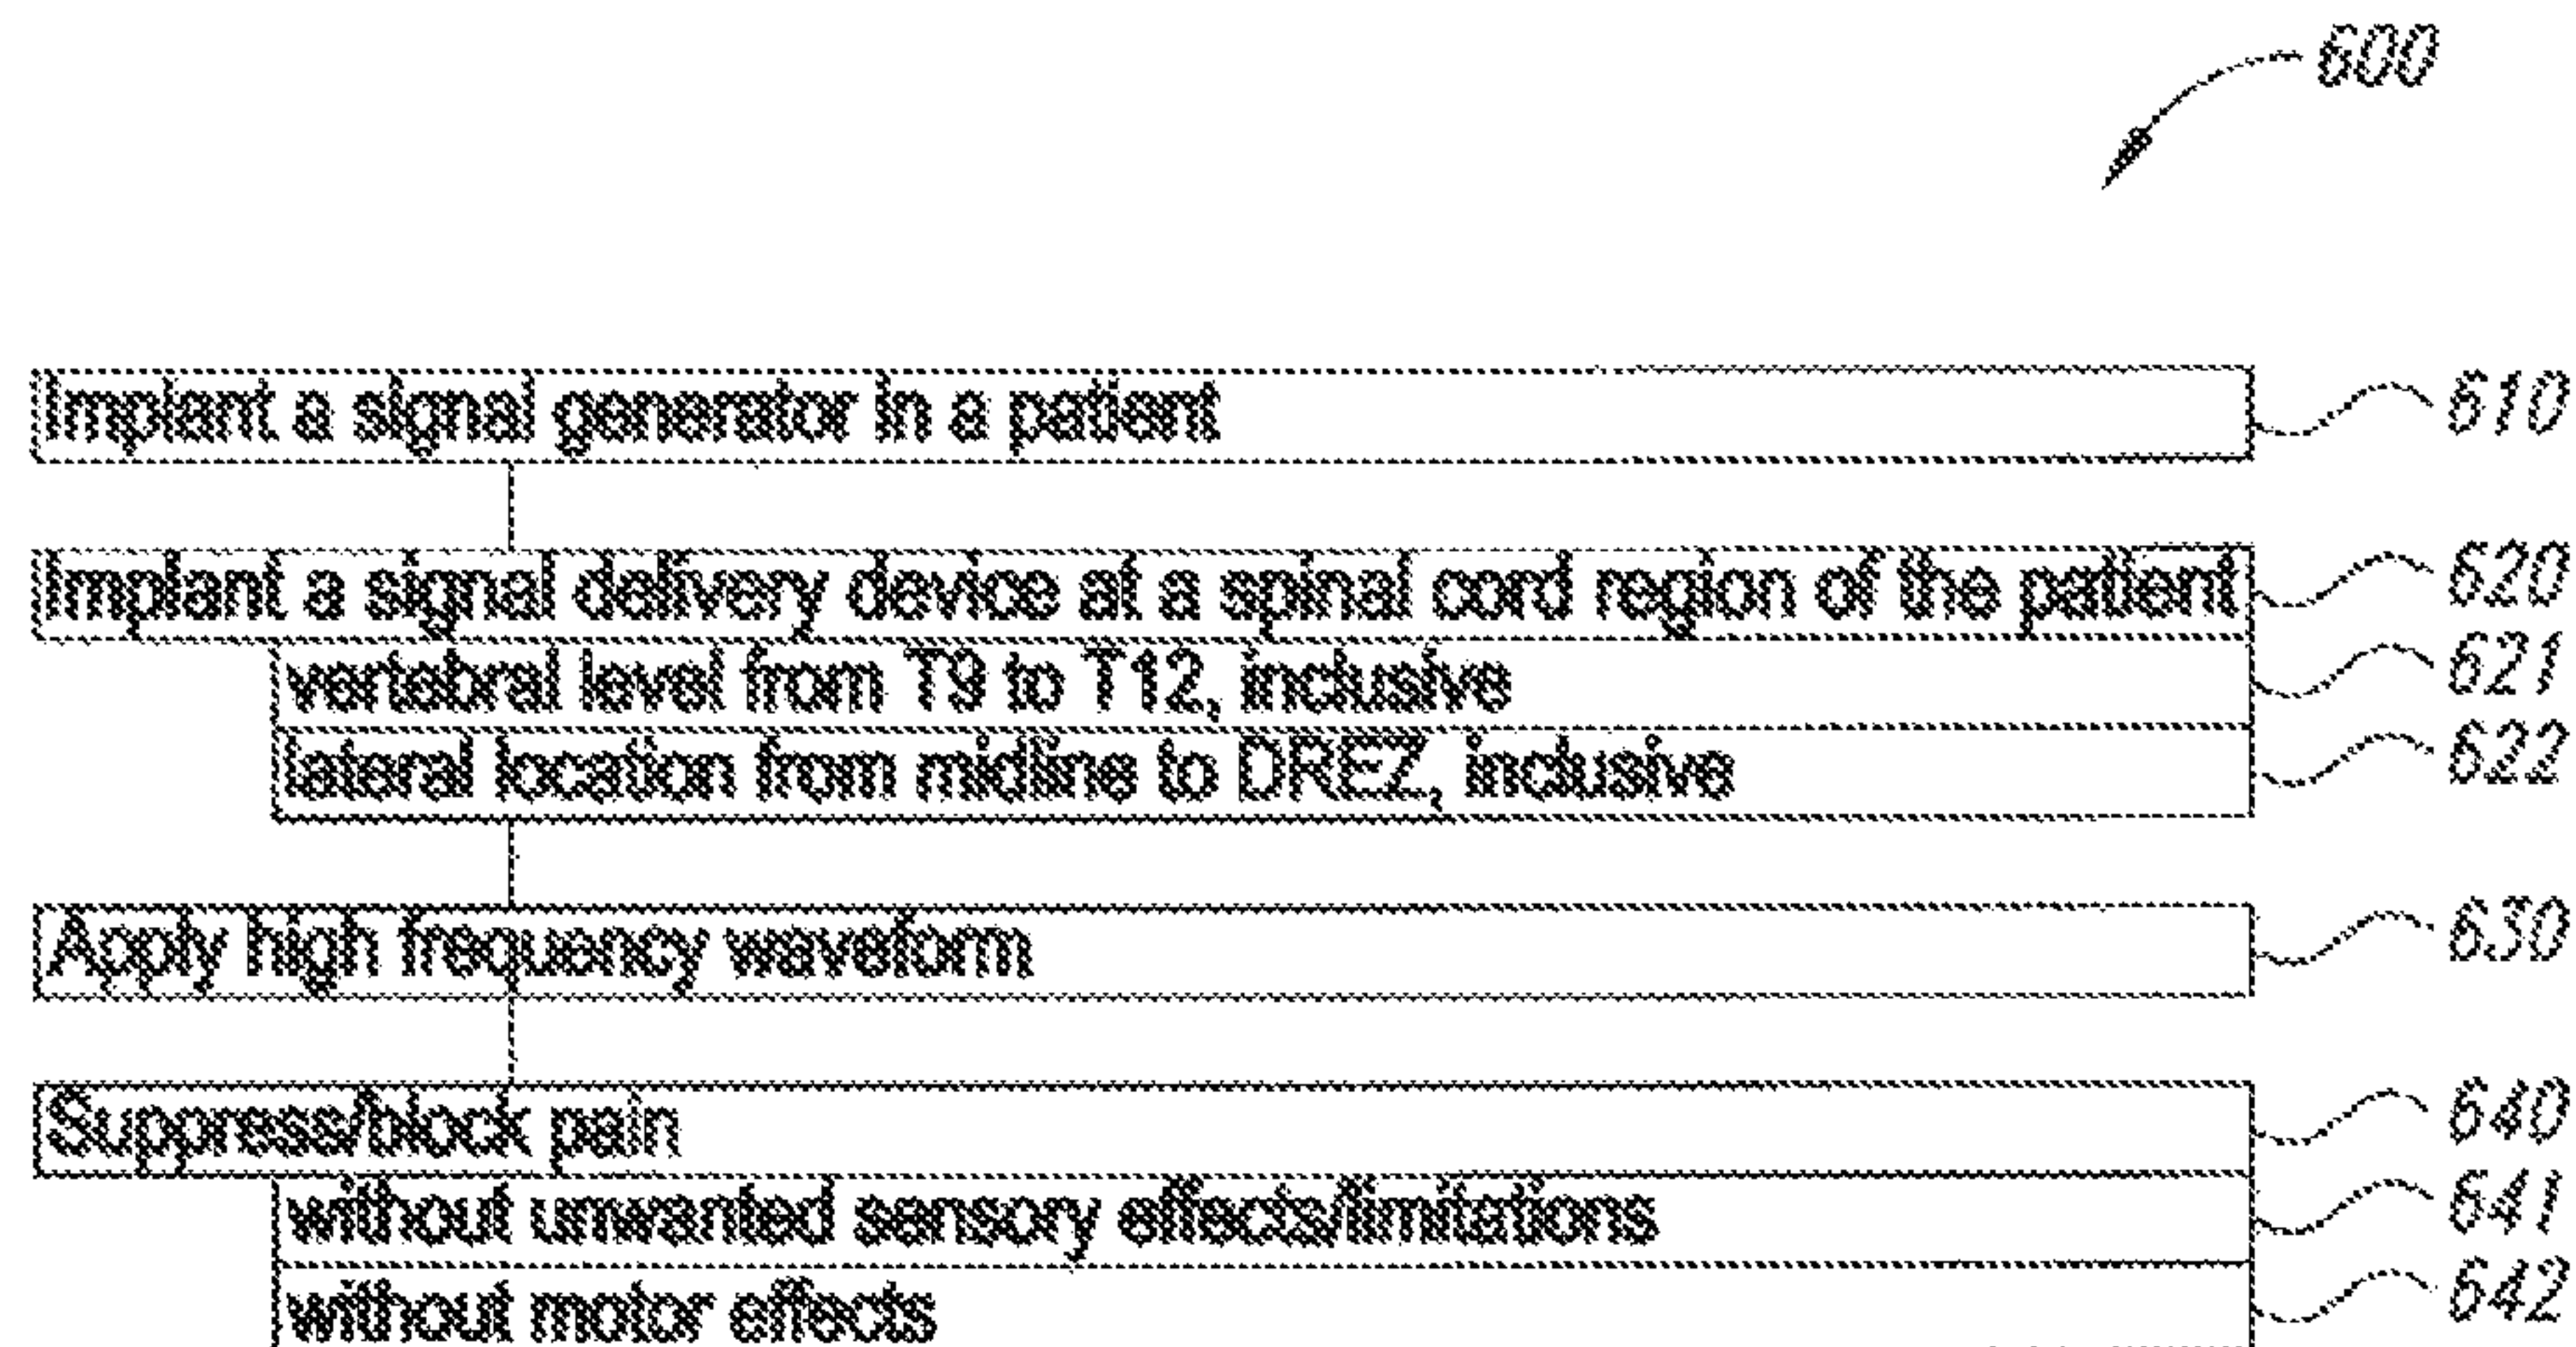 600
Implant a signal generator in a patient 610
Implant a signal delivery device at a spinal cord region of the patient 620
vertebral level from T9 to T12, inclusive 621
lateral location from midline to DREZ, inclusive 622
Apply high frequency waveform 630
Suppress/block pain 640
without unwanted sensory effects/limitations 641
without motor effects 642